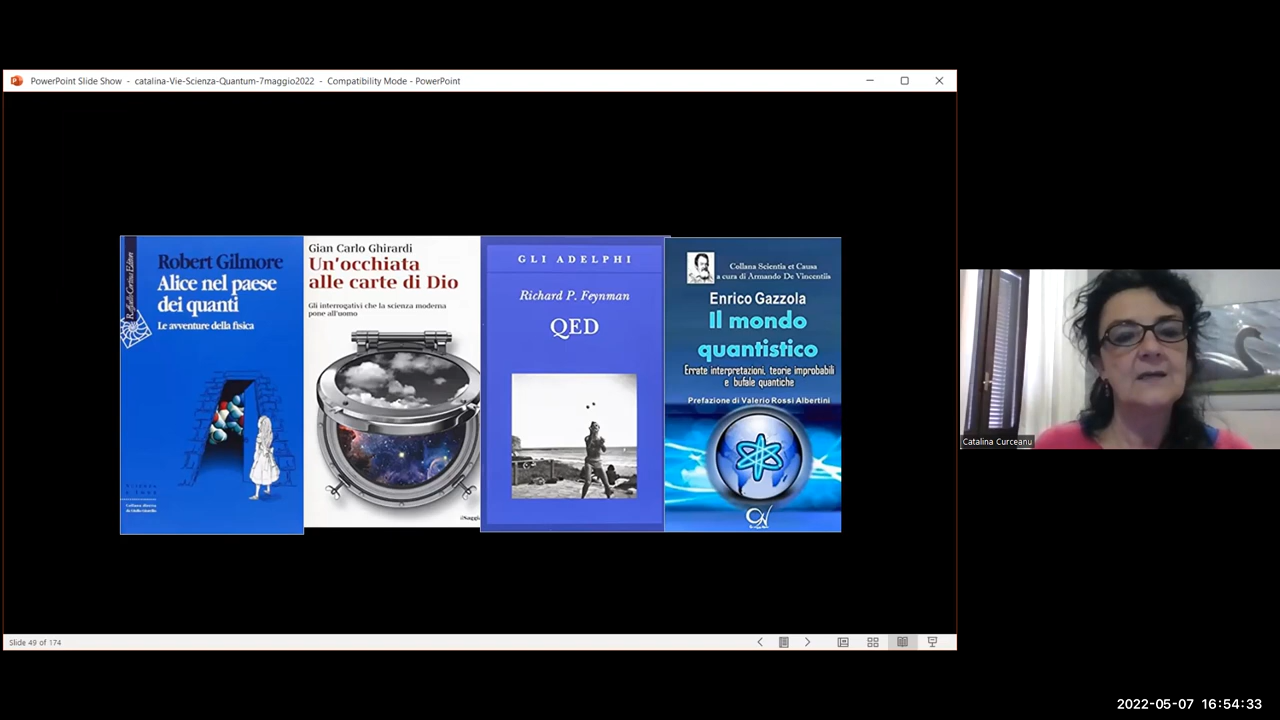 PowerPoint Slide Show - catalina-Vie-Scienza-Quantum-7maggio2022 - Compatibility Mode - PowerPoint
Raffaello Cortina Editore
Robert Gilmore
Alice nel paese
dei quanti
Le avventure della fisica
Gian Carlo Ghirardi
Un'occhiata
alle carte di Dio
Gli interrogativi che la scienza moderna
pone all'uomo
ilSaggia
GLI ADELPHI
Richard P. Feynman
QED
Collana Scientia et Causa
a cura di Armando De Vincentiis
Enrico Gazzola
Il mondo
quantistico
Errate interpretazioni, teorie improbabili
e bufale quantiche
Prefazione di Valerio Rossi Albertini
Catalina Curceanu
Slide 49 of 174
2022-05-07 16:54:33